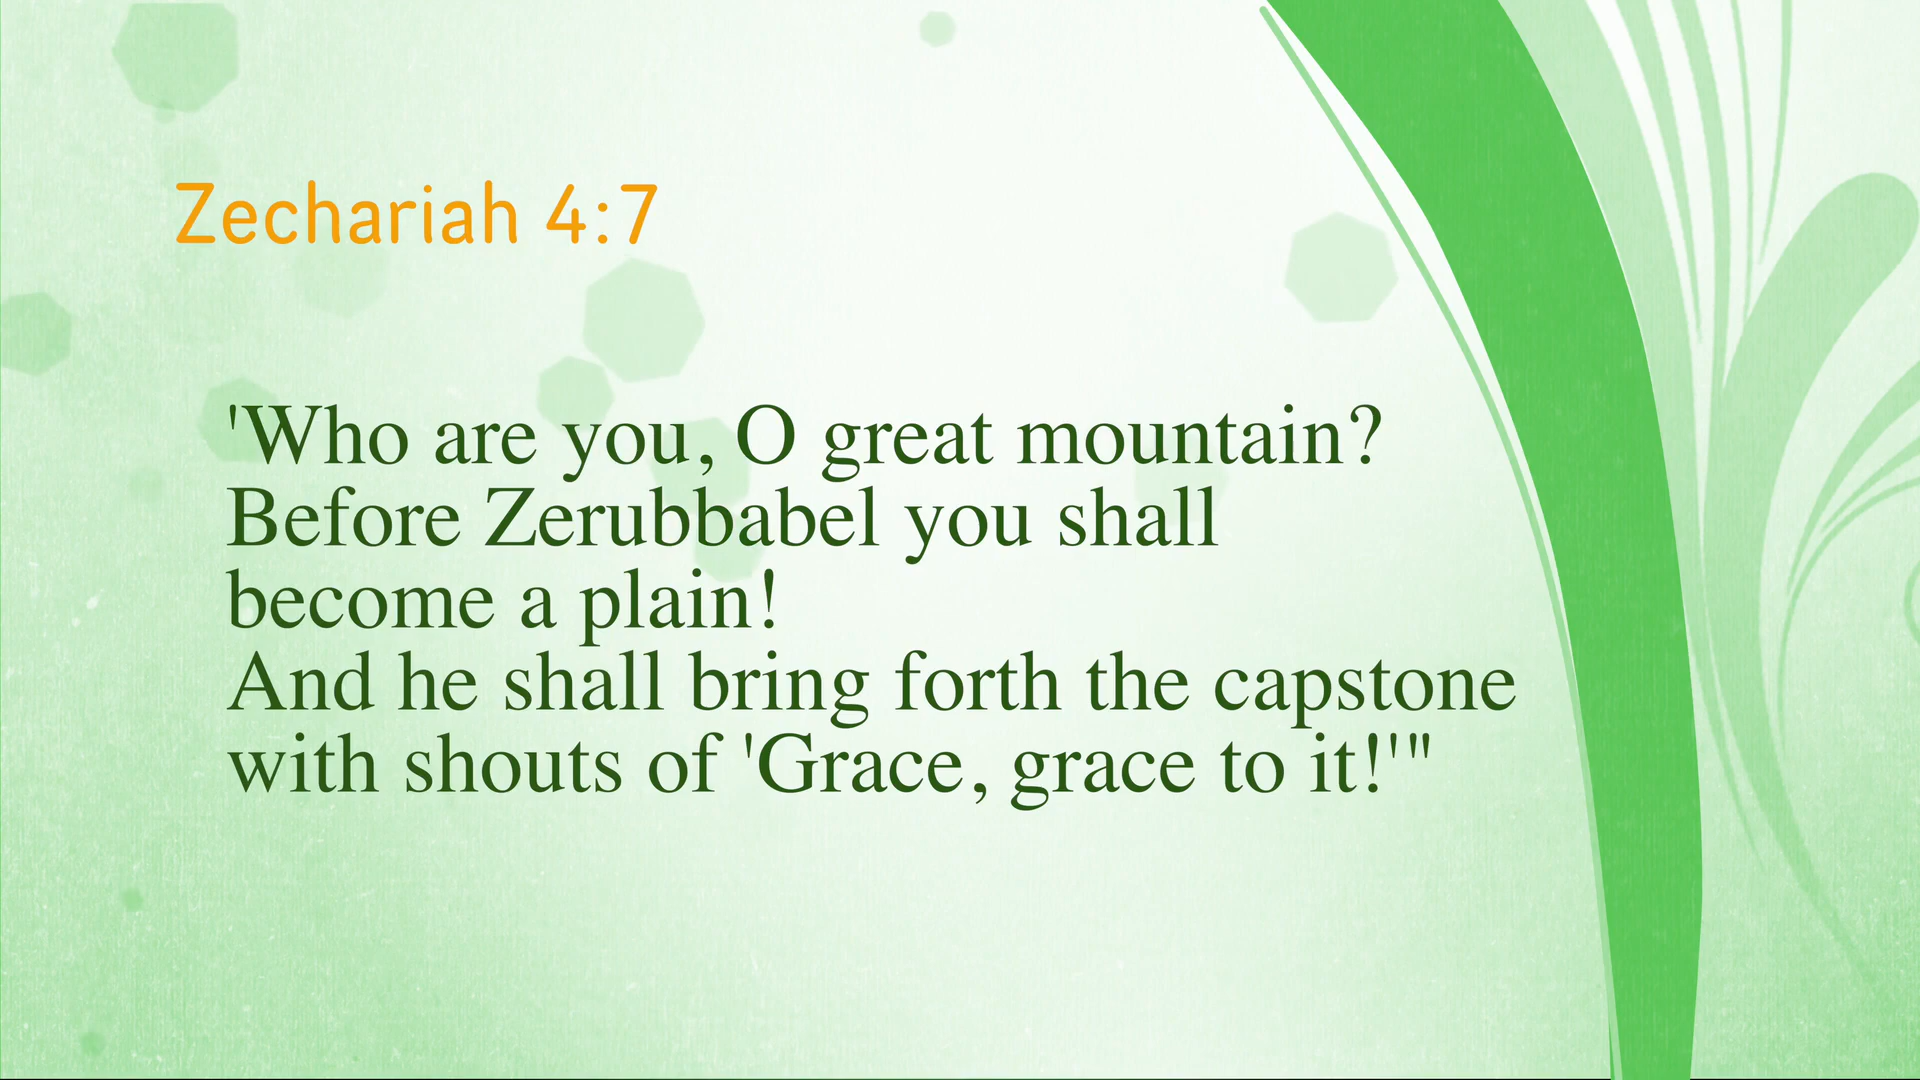 Zechariah 4:7
'Who are you, O great mountain?
Before Zerubbabel you shall
become a plain!
And he shall bring forth the capstone
with shouts of 'Grace, grace to it!'"